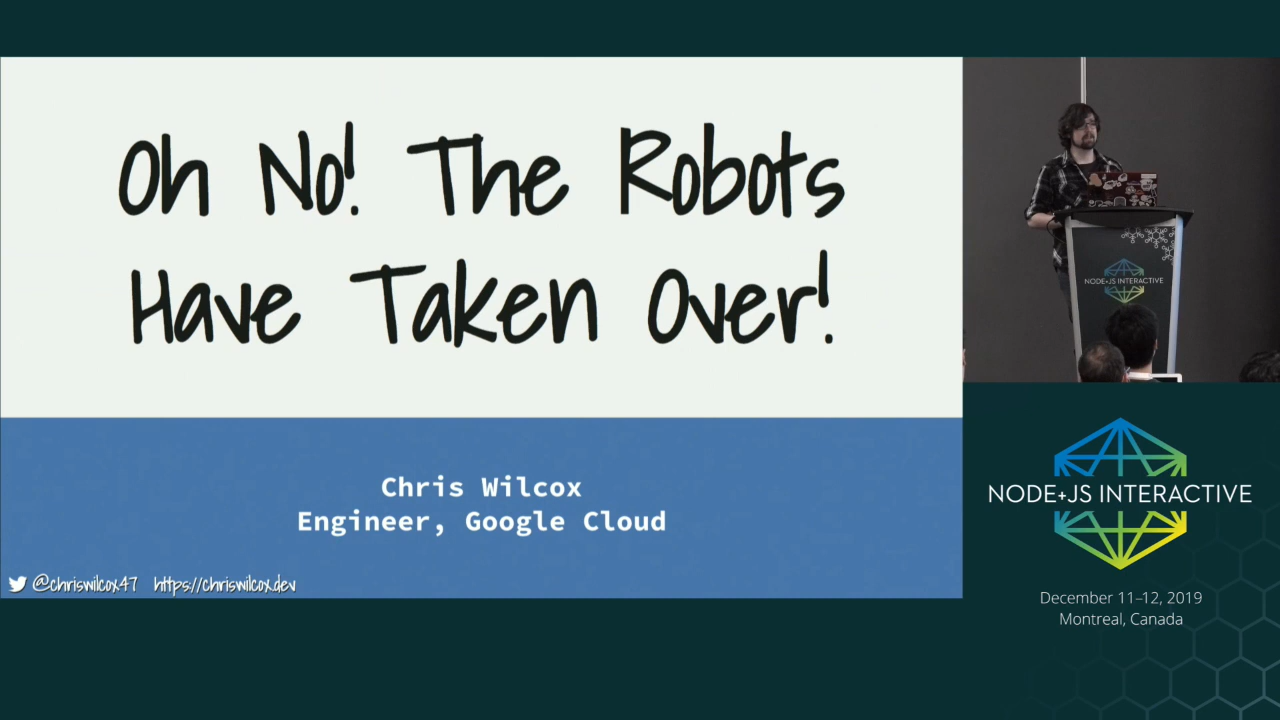 Oh No! The Robots
Have Taken Over!
Chris Wilcox
Engineer, Google Cloud
@chriswilcox47 https://chriswilcox.dev
NODE+JS INTERACTIVE
NODE+JS INTERACTIVE
December 11–12, 2019
Montreal, Canada